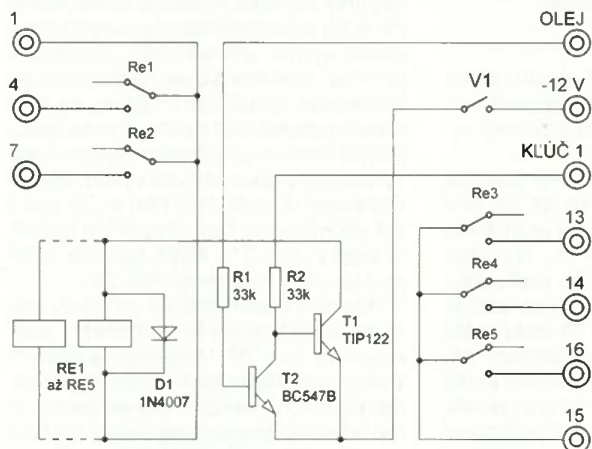 1
OLEJ
4
Re1
V1
-12 V
7
Re2
KĽÚČ 1
Re3
13
Re4
14
Re5
16
15
R1
33k
R2
33k
T1
TIP122
T2
BC547B
RE1
až RE5
D1
1N4007